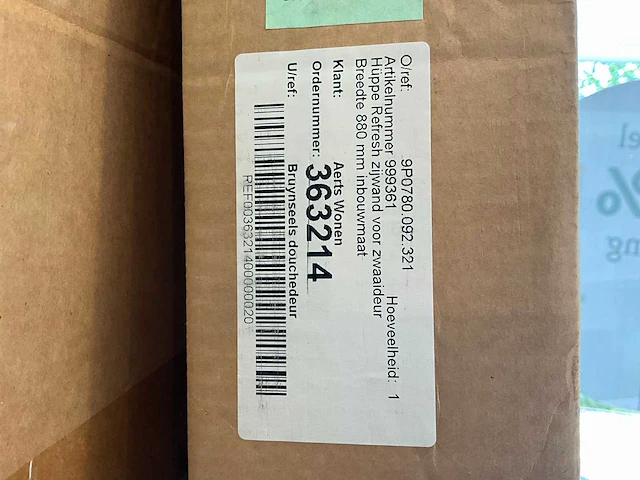 O/ref: 9P0780.092.321
Artikelnummer 999361 Hoeveelheid: 1
Hüppe Refresh zijwand voor zwaaideur
Breedte 880 mm inbouwmaat
Klant: Aerts Wonen
Ordernummer: 363214
U/ref: Bruynseels douchedeur
REF0036321400000020
%